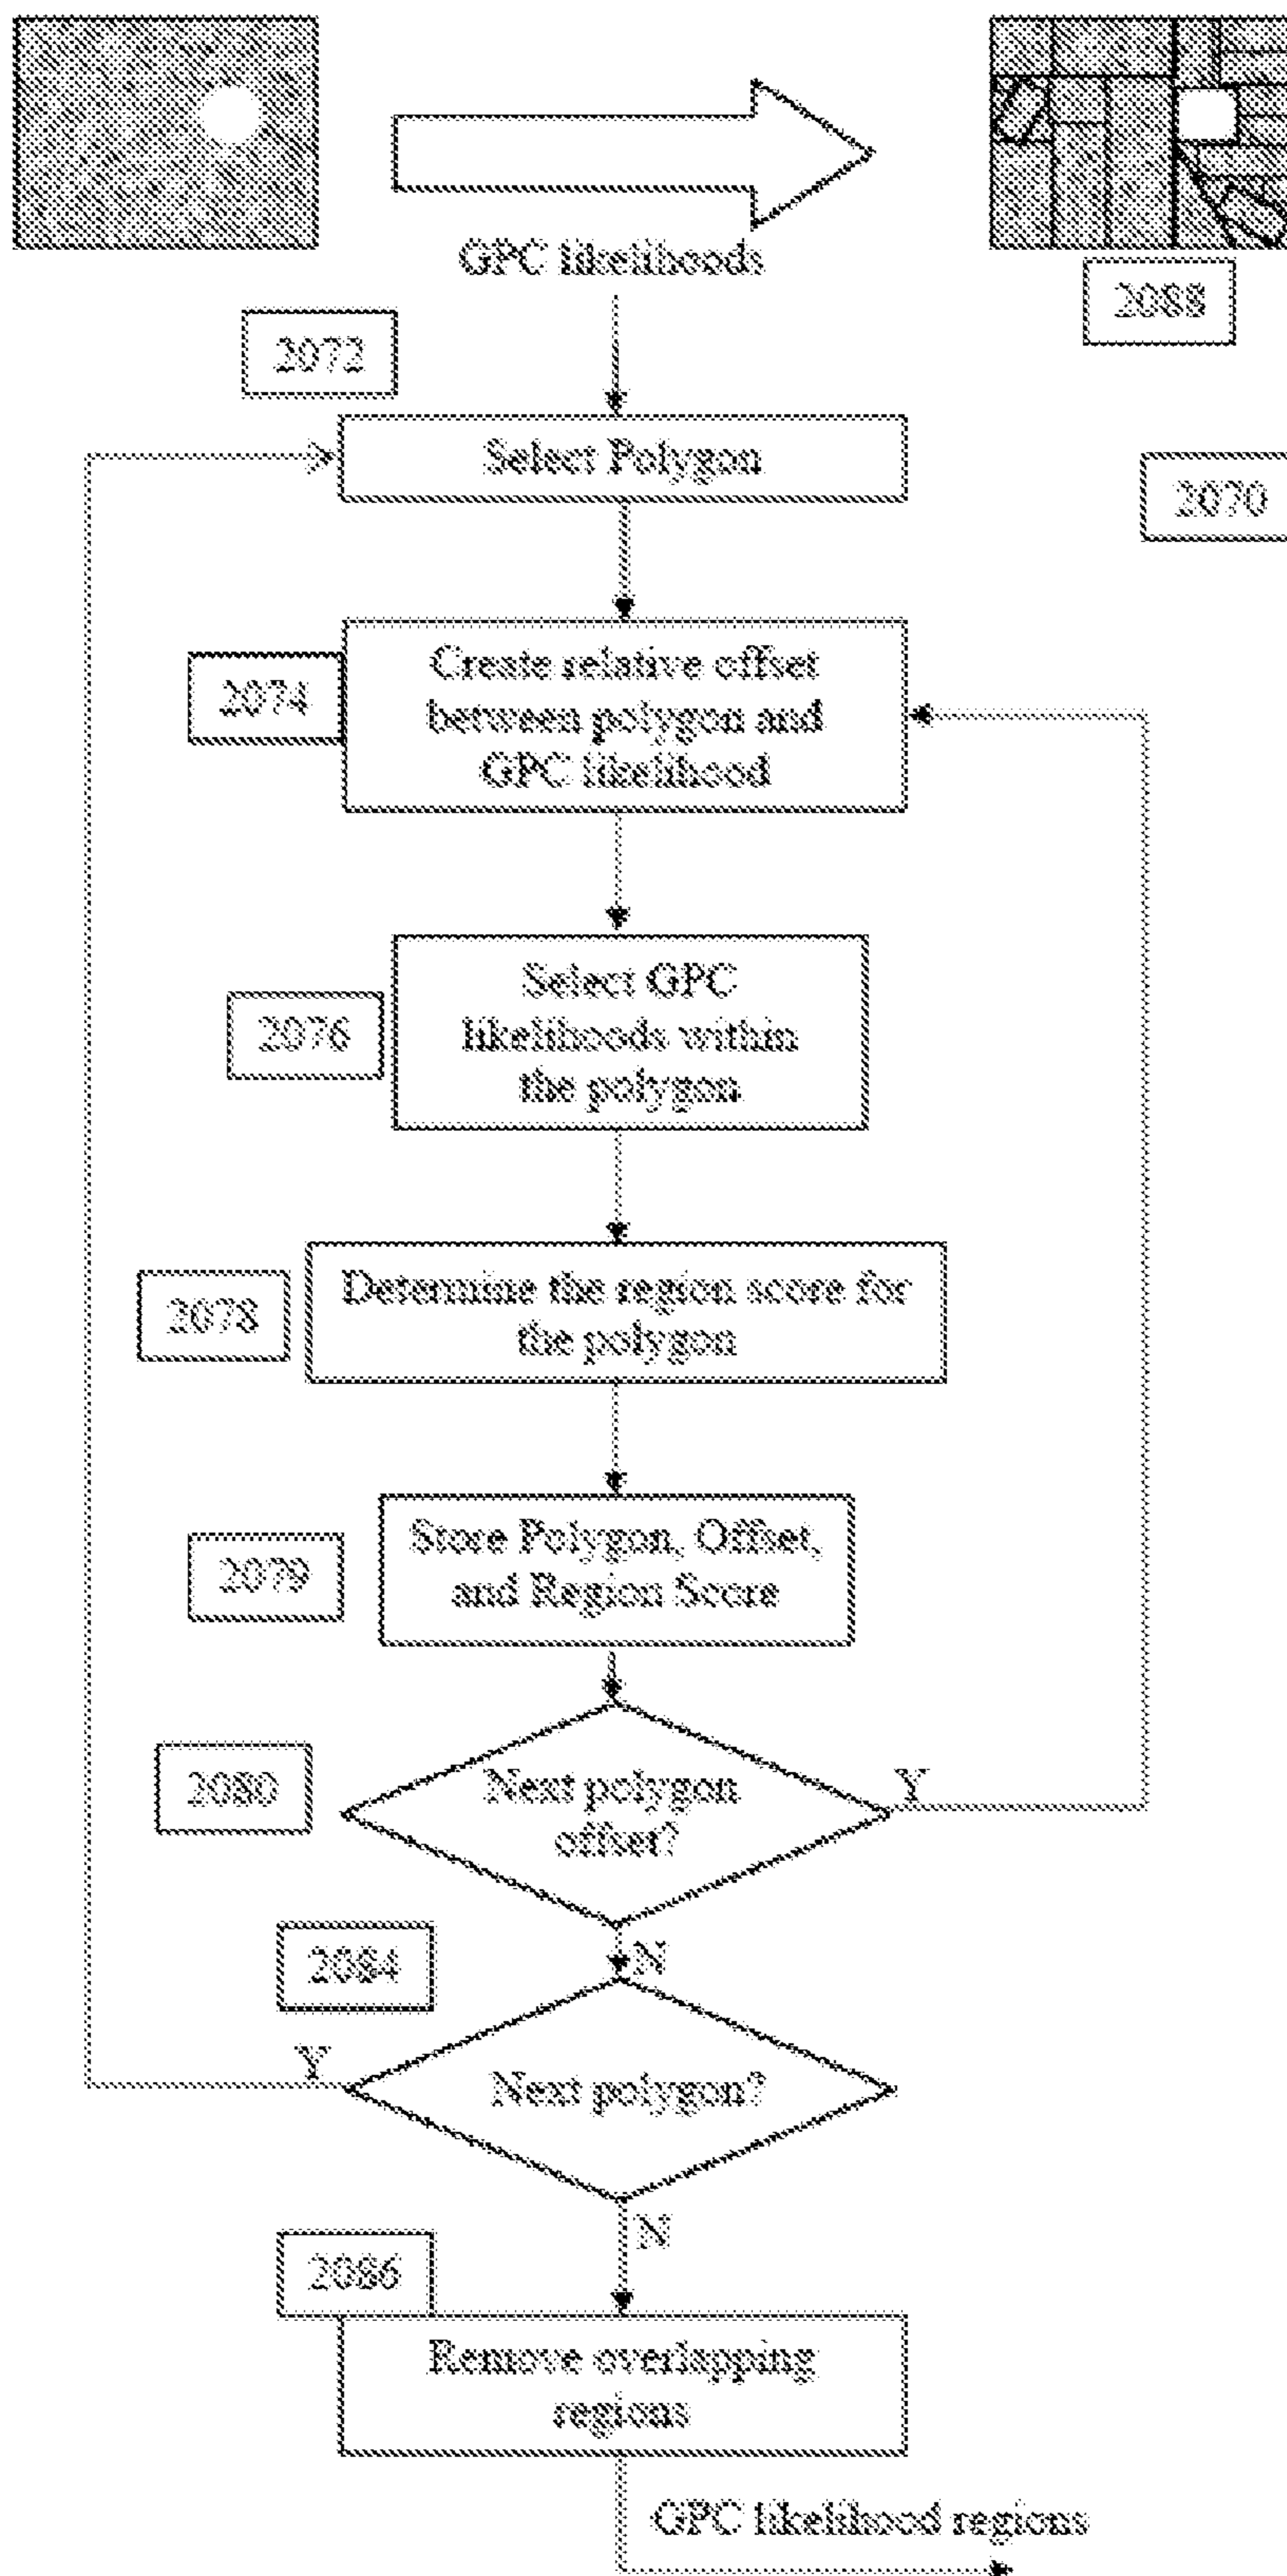 GPC likelihoods
2088
2072
Select Polygon
2070
2074
Create relative offset
between polygon and
GPC likelihood
2076
Select GPC
likelihoods within
the polygon
2078
Determine the region score for
the polygon
2079
Store Polygon, Offset,
and Region Score
2080
Next polygon
offset?
Y
N
2084
Y
Next polygon?
N
2086
Remove overlapping
regions
GPC likelihood regions